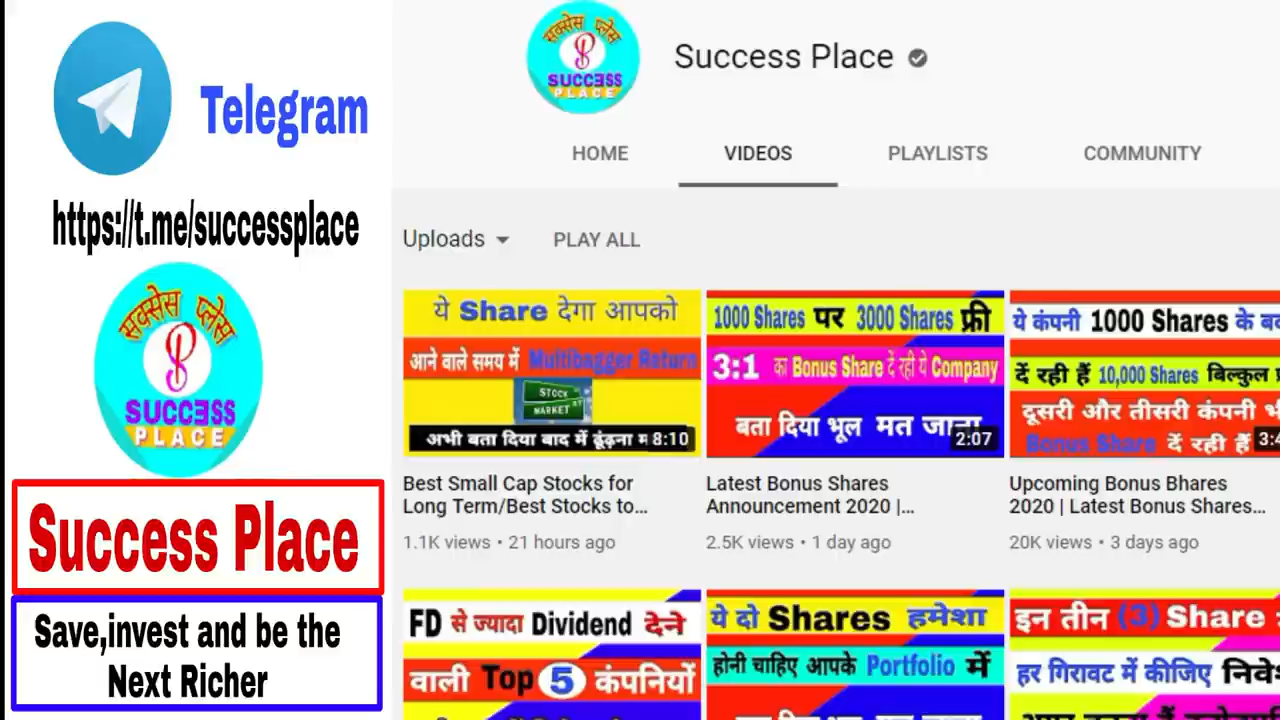 Telegram
https://t.me/successplace
सक्सेस प्लेस
SUCCESS
PLACE
Success Place
Save,invest and be the
Next Richer
सक्सेस प्लेस
SUCCESS
PLACE
Success Place
HOME VIDEOS PLAYLISTS COMMUNITY
Uploads PLAY ALL
ये Share देगा आपको
आने वाले समय में Multibagger Return
STOCK
MARKET
अभी बता दिया बाद में ढूंढ़ना
8:10
Best Small Cap Stocks for
Long Term/Best Stocks to...
1.1K views • 21 hours ago
1000 Shares पर 3000 Shares फ्री
3:1 का Bonus Share दें रही ये Company
बता दिया भूल मत जाना
2:07
Latest Bonus Shares
Announcement 2020 |...
2.5K views • 1 day ago
ये कंपनी 1000 Shares के
दें रही हैं 10,000 Shares बिल्कुल
दूसरी और तीसरी कंपनी
Bonus Share दें रही हैं
Upcoming Bonus Bhares
2020 | Latest Bonus Shares...
20K views • 3 days ago
FD से ज्यादा Dividend देने
वाली Top 5 कंपनियों
ये दो Shares हमेशा
होनी चाहिए आपके Portfolio में
इन तीन (3) Share
हर गिरावट में कीजिए